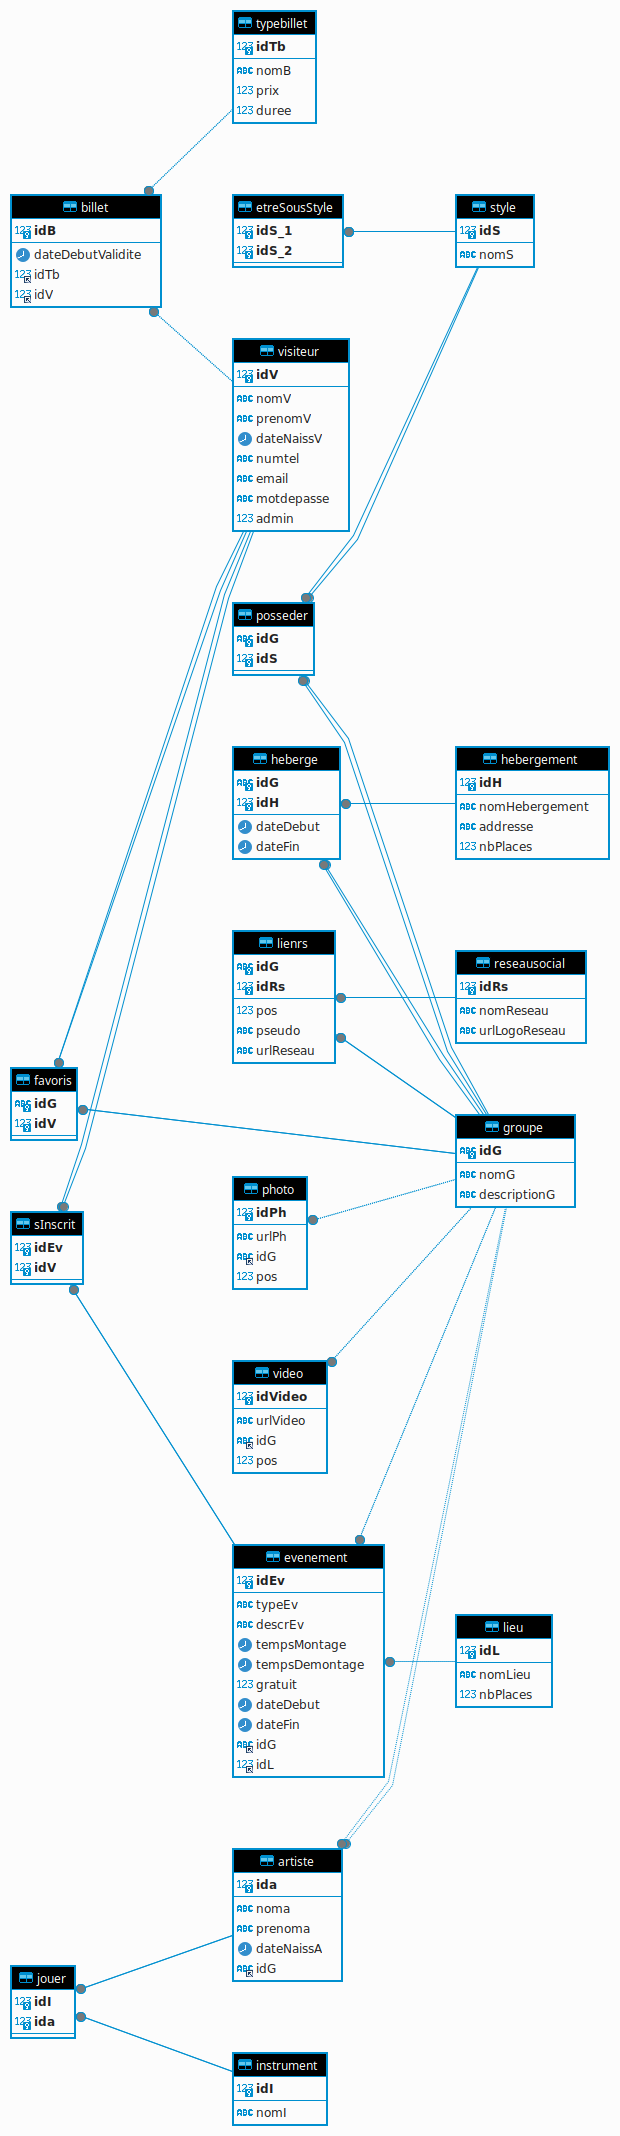 typebillet
123 idTb
ABC nomB
123 prix
123 duree
billet
123 idB
dateDebutValidite
123 idTb
123 idV
etreSousStyle
123 idS_1
123 idS_2
style
123 idS
ABC nomS
visiteur
123 idV
ABC nomV
ABC prenomV
dateNaissV
ABC numtel
ABC email
ABC motdepasse
123 admin
posseder
ABC idG
123 idS
heberge
ABC idG
123 idH
dateDebut
dateFin
hebergement
123 idH
ABC nomHebergement
ABC addresse
123 nbPlaces
lienrs
ABC idG
123 idRs
123 pos
ABC pseudo
ABC urlReseau
reseausocial
123 idRs
ABC nomReseau
ABC urlLogoReseau
favoris
ABC idG
123 idV
groupe
ABC idG
ABC nomG
ABC descriptionG
photo
123 idPh
ABC urlPh
ABC idG
123 pos
sInscrit
123 idEv
123 idV
video
123 idVideo
ABC urlVideo
ABC idG
123 pos
evenement
123 idEv
ABC typeEv
ABC descrEv
tempsMontage
tempsDemontage
123 gratuit
dateDebut
dateFin
ABC idG
123 idL
lieu
123 idL
ABC nomLieu
123 nbPlaces
artiste
123 ida
ABC noma
ABC prenoma
dateNaissA
ABC idG
jouer
123 idI
123 ida
instrument
123 idI
ABC nomI